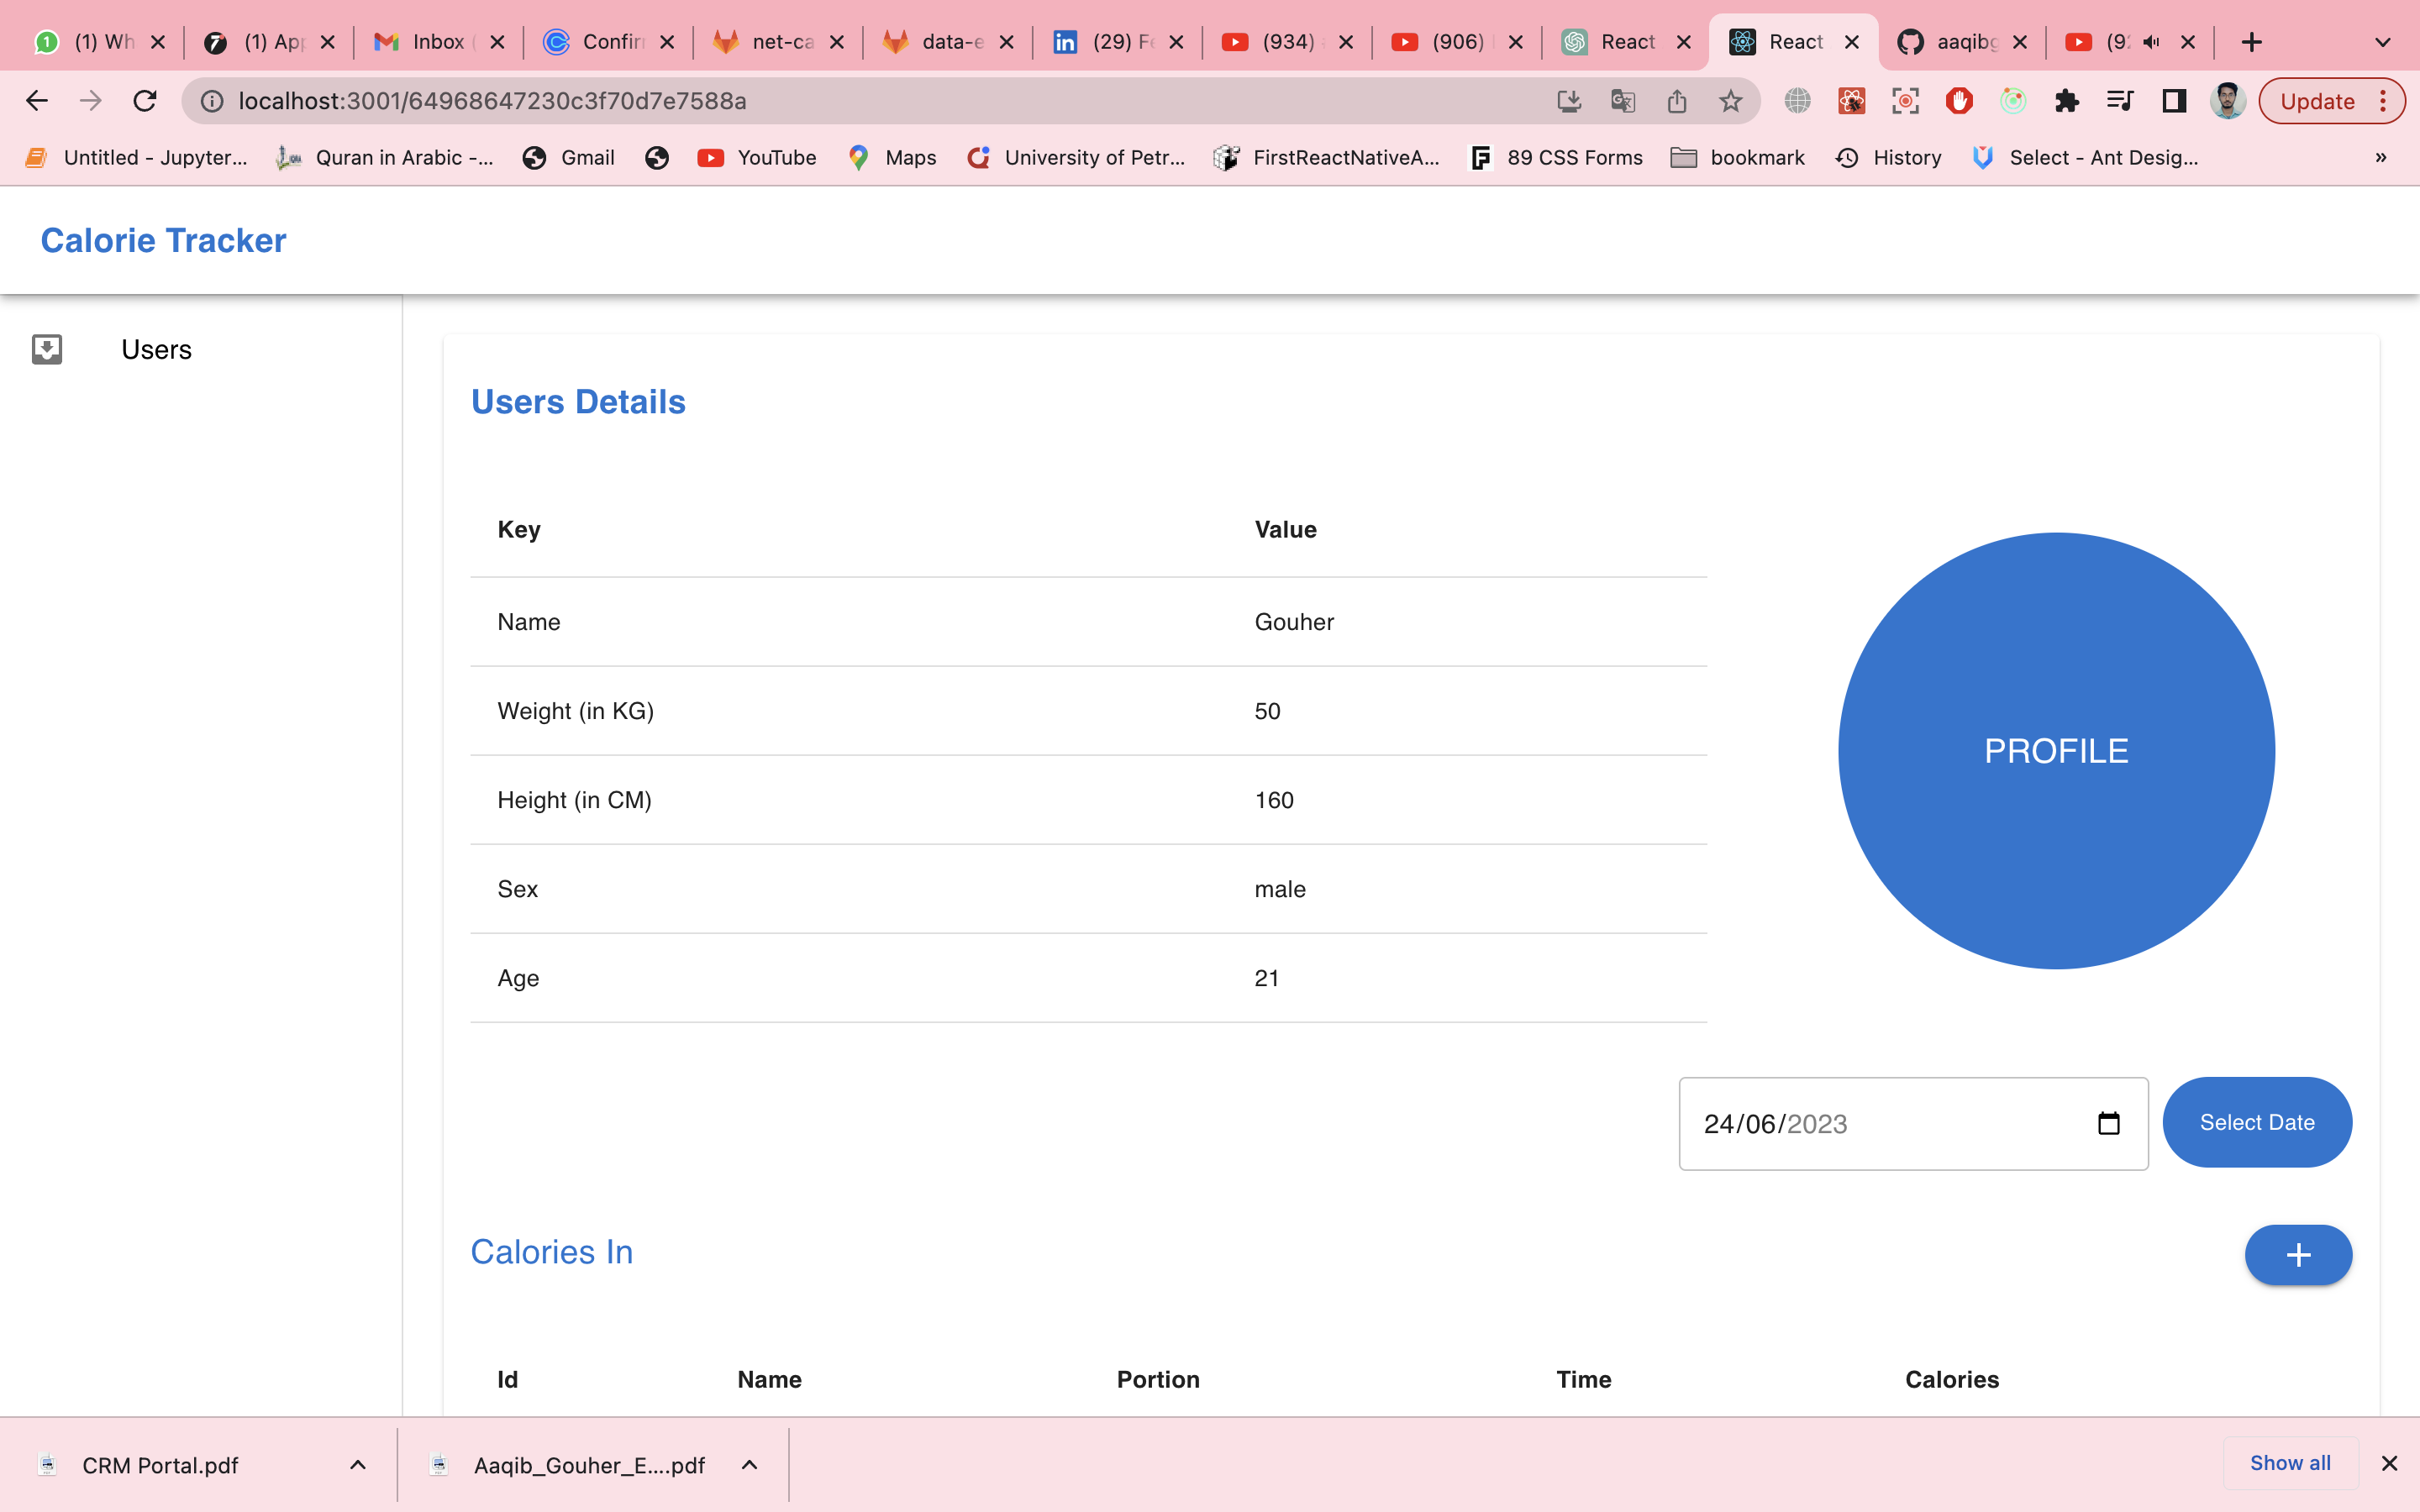 (1) Wh (1) App Inbox ( Confir net-ca data-e (29) Fe (934) (906) React React aaqibg (92
localhost:3001/64968647230c3f70d7e7588a Update
Untitled - Jupyter... Quran in Arabic -... Gmail YouTube Maps University of Petr... FirstReactNativeA... 89 CSS Forms bookmark History Select - Ant Desig... »
Calorie Tracker
Users
Users Details
Key Value
Name Gouher
Weight (in KG) 50
Height (in CM) 160
Sex male
Age 21
PROFILE
24/06/2023 Select Date
Calories In +
Id Name Portion Time Calories
CRM Portal.pdf Aaqib_Gouher_E....pdf Show all